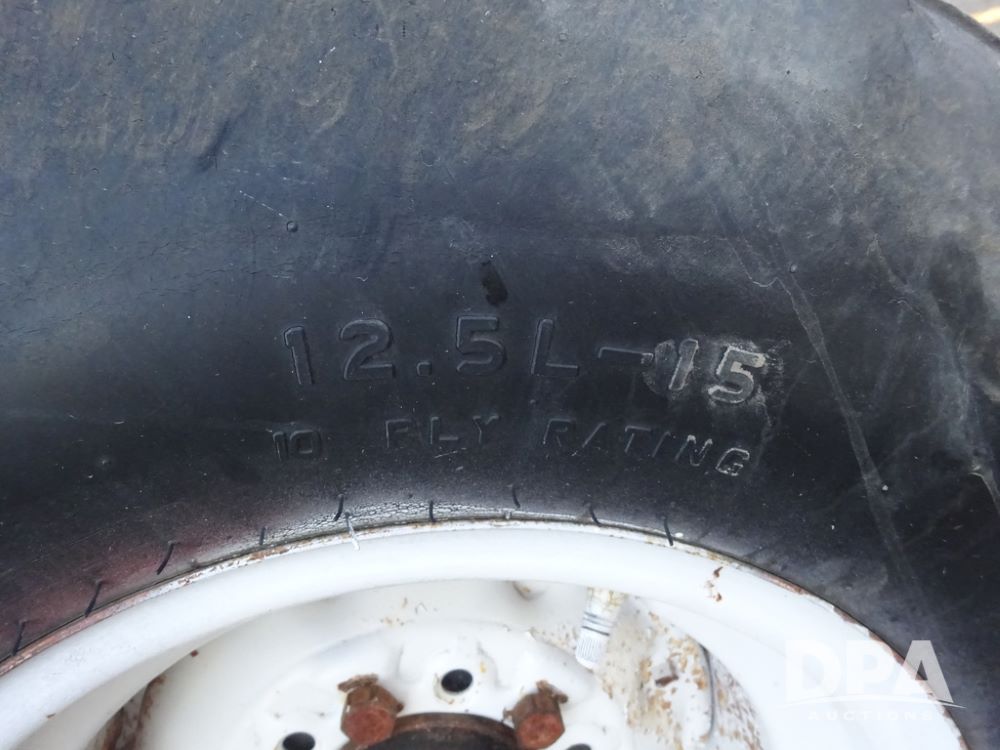 12.5L-15
10 PLY RATING
DPA
AUCTIONS